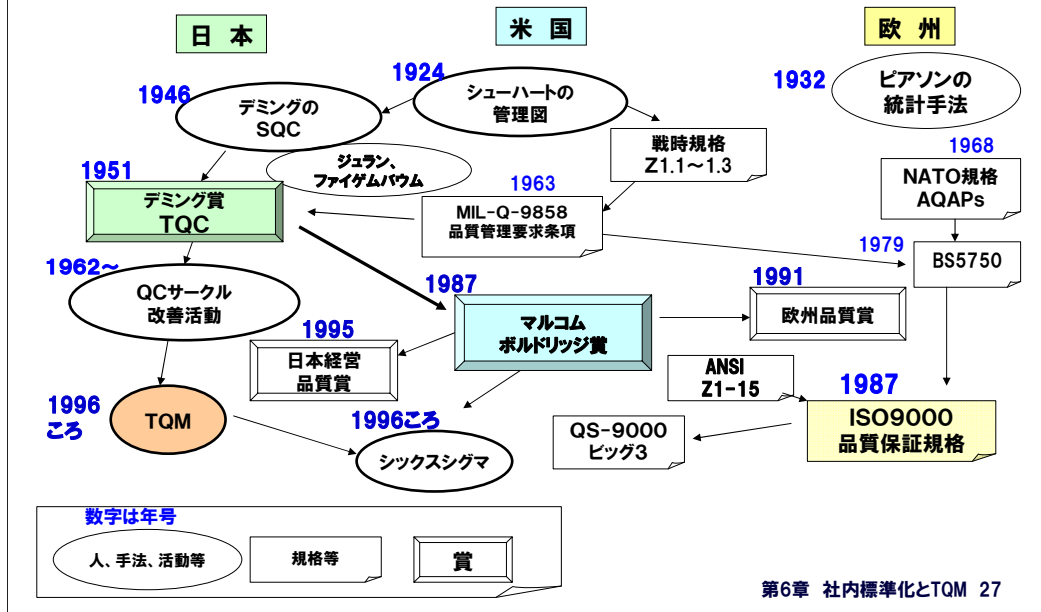 日 本
米 国
欧 州
1946
デミングの
SQC
1924
シューハートの
管理図
1932
ピアソンの
統計手法
戦時規格
Z1.1～1.3
1951
ジュラン、
ファイゲムバウム
デミング賞
TQC
1963
MIL-Q-9858
品質管理要求条項
1968
NATO規格
AQAPs
1979
BS5750
1962～
QCサークル
改善活動
1987
マルコム
ボルドリッジ賞
1991
欧州品質賞
1995
日本経営
品質賞
ANSI
Z1-15
1987
ISO9000
品質保証規格
1996
ころ
TQM
1996ころ
シックスシグマ
QS-9000
ビッグ3
数字は年号
人、手法、活動等
規格等
賞
第6章 社内標準化とTQM 27